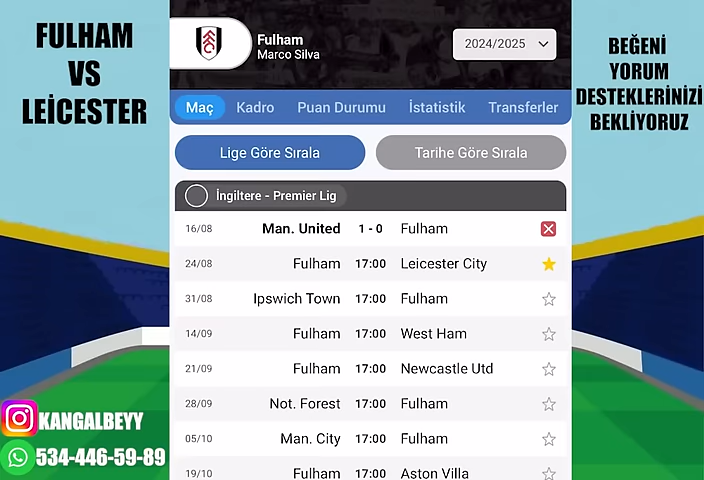 FULHAM
VS
LEİCESTER
Fulham
Marco Silva
2024/2025
Maç Kadro Puan Durumu İstatistik Transferler
Lige Göre Sırala Tarihe Göre Sırala
İngiltere - Premier Lig
16/08 Man. United 1 - 0 Fulham
24/08 Fulham 17:00 Leicester City
31/08 Ipswich Town 17:00 Fulham
14/09 Fulham 17:00 West Ham
21/09 Fulham 17:00 Newcastle Utd
28/09 Not. Forest 17:00 Fulham
05/10 Man. City 17:00 Fulham
19/10 Fulham 17:00 Aston Villa
BEĞENİ
YORUM
DESTEKLERİNİZİ
BEKLİYORUZ
KANGALBEYY
534-446-59-89